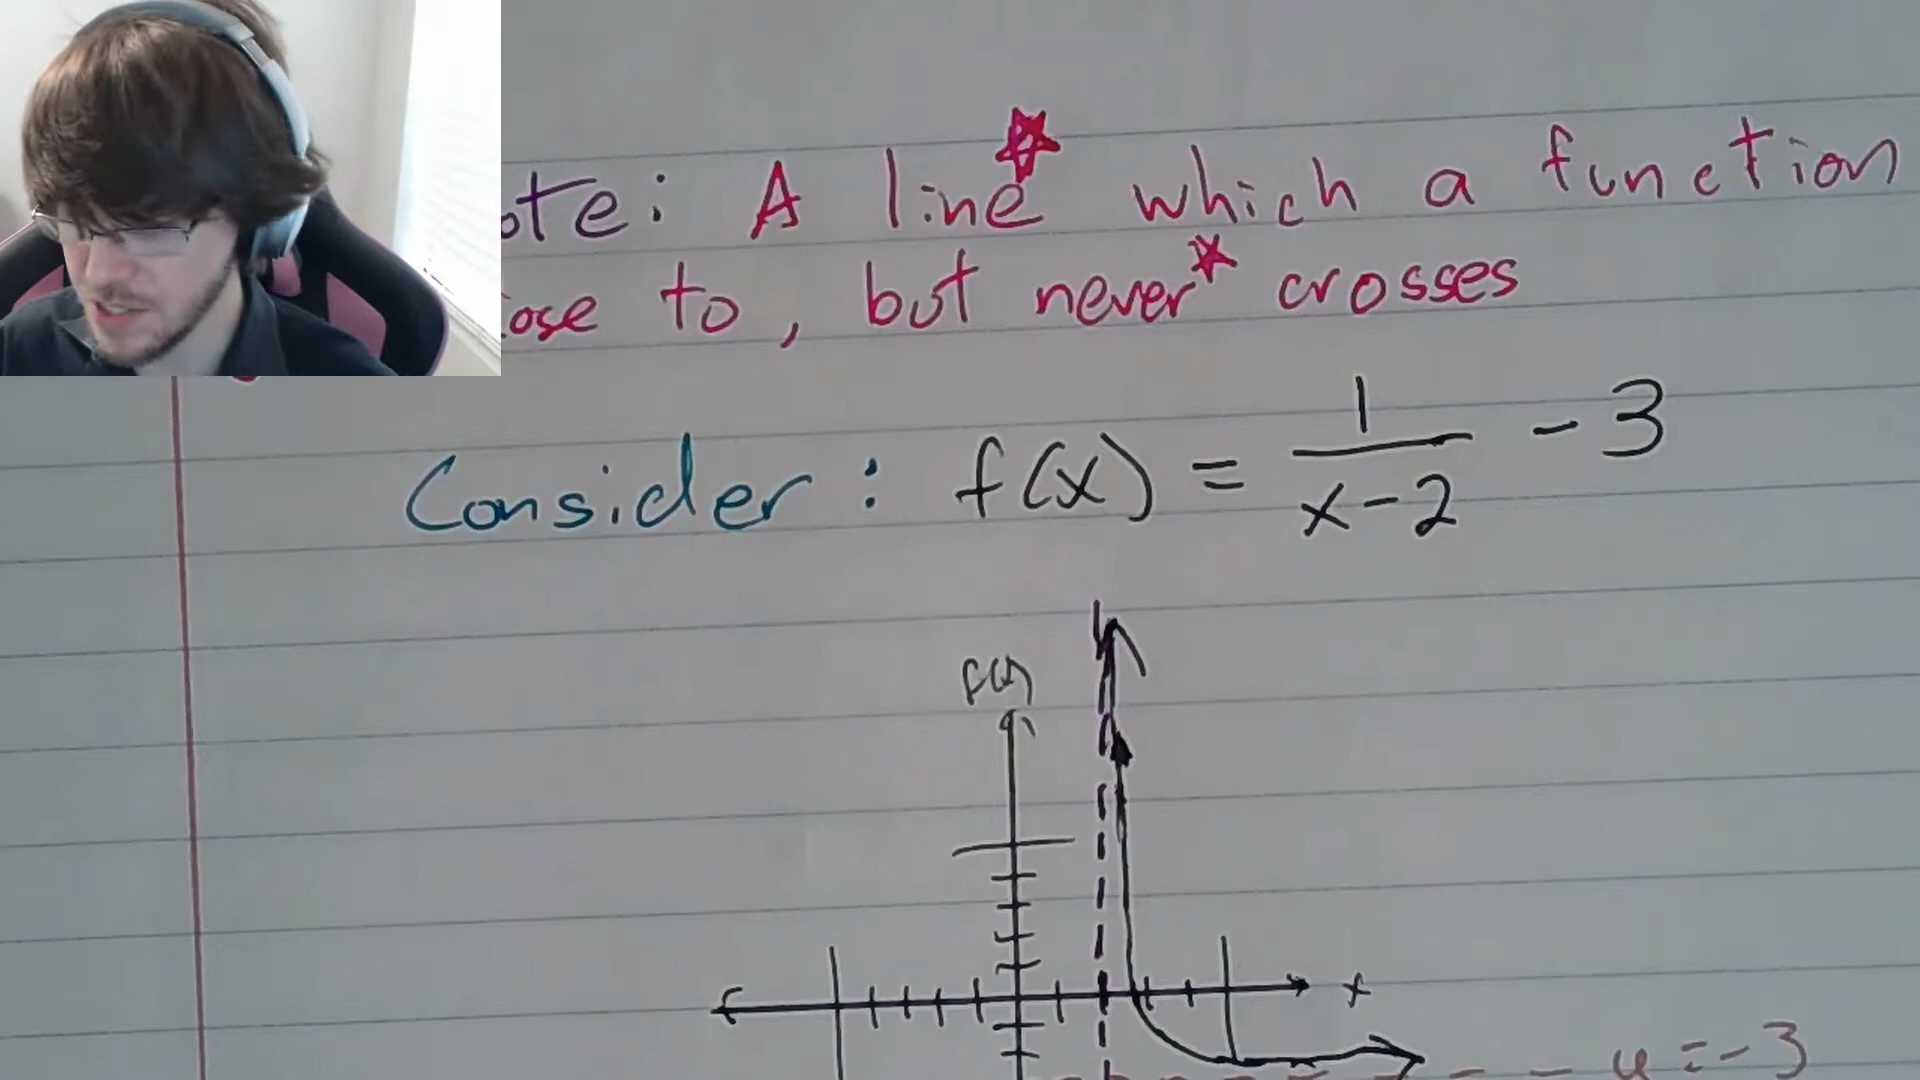 ote: A line* which a function
ose to, but never* crosses
Consider: f(x) = 1/(x-2) - 3
f(x)
x
y = -3